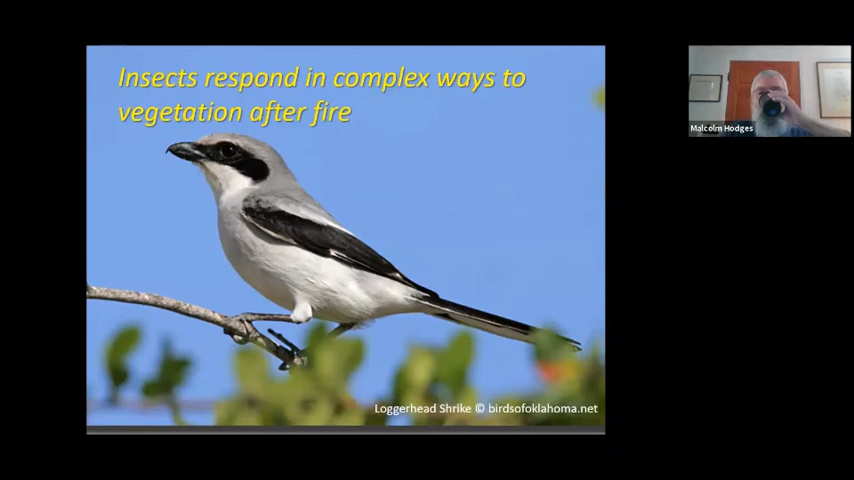 Insects respond in complex ways to
vegetation after fire
Malcolm Hodges
Loggerhead Shrike © birdsofoklahoma.net